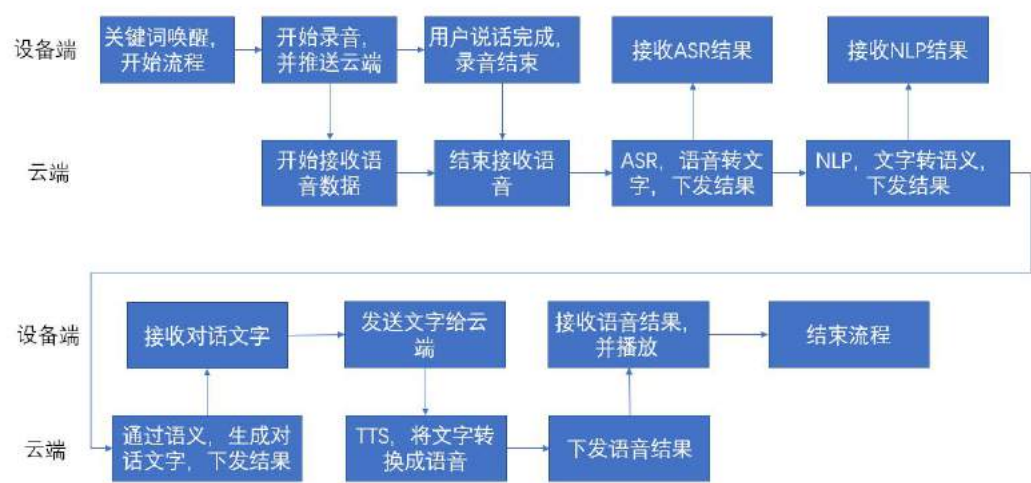 设备端
关键词唤醒，
开始流程
开始录音，
并推送云端
用户说话完成，
录音结束
接收ASR结果
接收NLP结果
云端
开始接收语
音数据
结束接收语
音
ASR，语音转文
字，下发结果
NLP，文字转语义，
下发结果
设备端
接收对话文字
发送文字给云
端
接收语音结果，
并播放
结束流程
云端
通过语义，生成对
话文字，下发结果
TTS，将文字转
换成语音
下发语音结果